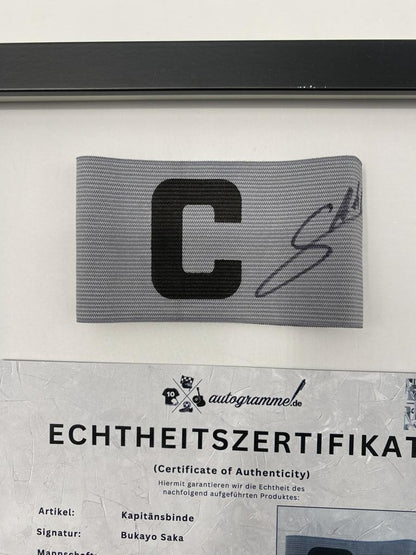 C
autogramme.de
ECHTHEITSZERTIFIKAT
(Certificate of Authenticity)
Hiermit garantieren wir die Echtheit des
nachfolgend aufgeführten Produktes:
Artikel: Kapitänsbinde
Signatur: Bukayo Saka